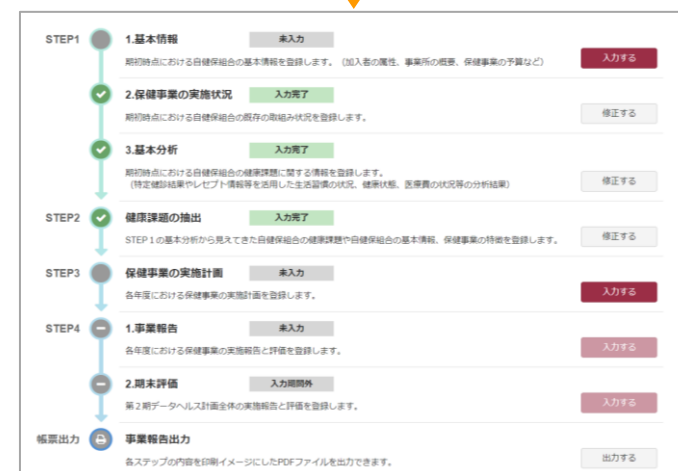 STEP1 1.基本情報 未入力
期初時点における自健保組合の基本情報を登録します。（加入者の属性、事業所の概要、保健事業の予算など） 入力する
2.保健事業の実施状況 入力完了
期初時点における自健保組合の既存の取組み状況を登録します。 修正する
3.基本分析 入力完了
期初時点における自健保組合の健康課題に関する情報を登録します。
（特定健診結果やレセプト情報等を活用した生活習慣の状況、健康状態、医療費の状況等の分析結果） 修正する
STEP2 健康課題の抽出 入力完了
STEP１の基本分析から見えてきた自健保組合の健康課題や自健保組合の基本情報、保健事業の特徴を登録します。 修正する
STEP3 保健事業の実施計画 未入力
各年度における保健事業の実施計画を登録します。 入力する
STEP4 1.事業報告 未入力
各年度における保健事業の実施報告と評価を登録します。 入力する
2.期末評価 入力期間外
第２期データヘルス計画全体の実施報告と評価を登録します。 入力する
帳票出力 事業報告出力
各ステップの内容を印刷イメージにしたPDFファイルを出力できます。 出力する